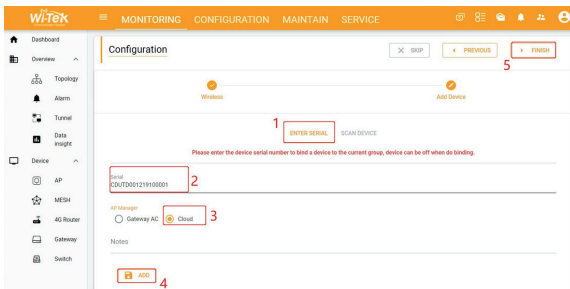 Wi-Tek
MONITORING CONFIGURATION MAINTAIN SERVICE
Dashboard
Overview
Topology
Alarm
Tunnel
Data
insight
Device
AP
MESH
4G Router
Gateway
Switch
Configuration
SKIP
PREVIOUS
FINISH
5
Wireless
Add Device
1
ENTER SERIAL
SCAN DEVICE
Please enter the device serial number to bind a device to the current group, device can be off when do binding.
Serial
CDUTD001219100001
2
AP Manager
Gateway AC
Cloud
3
Notes
ADD
4